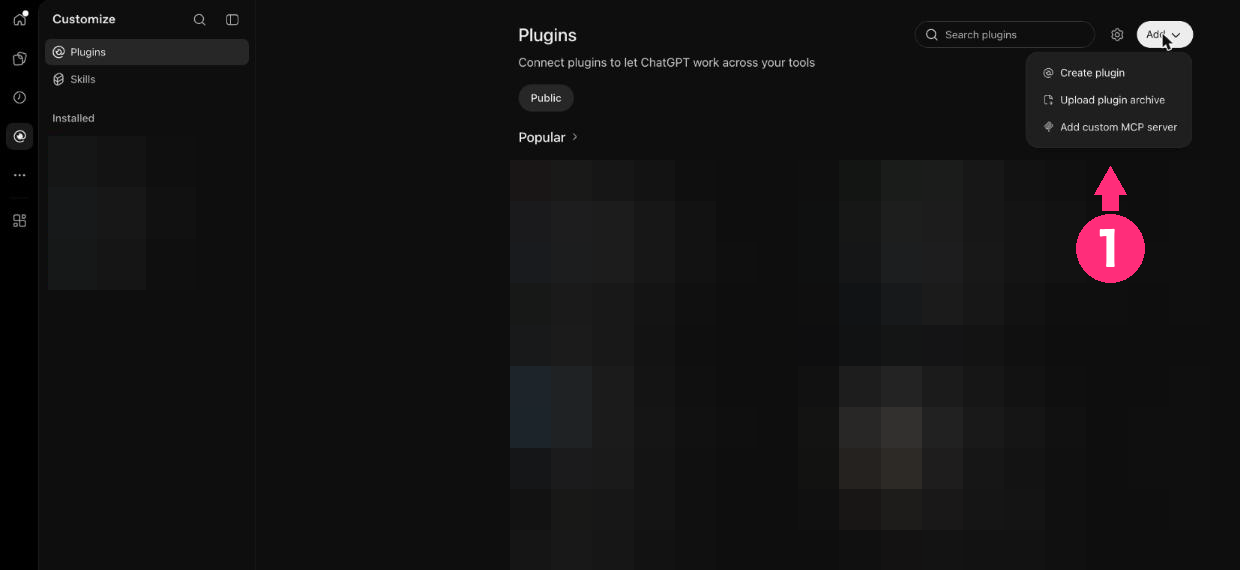 Customize
Plugins
Skills
Installed
Plugins
Search plugins
Add
Connect plugins to let ChatGPT work across your tools
Create plugin
Upload plugin archive
Add custom MCP server
Public
Popular
1